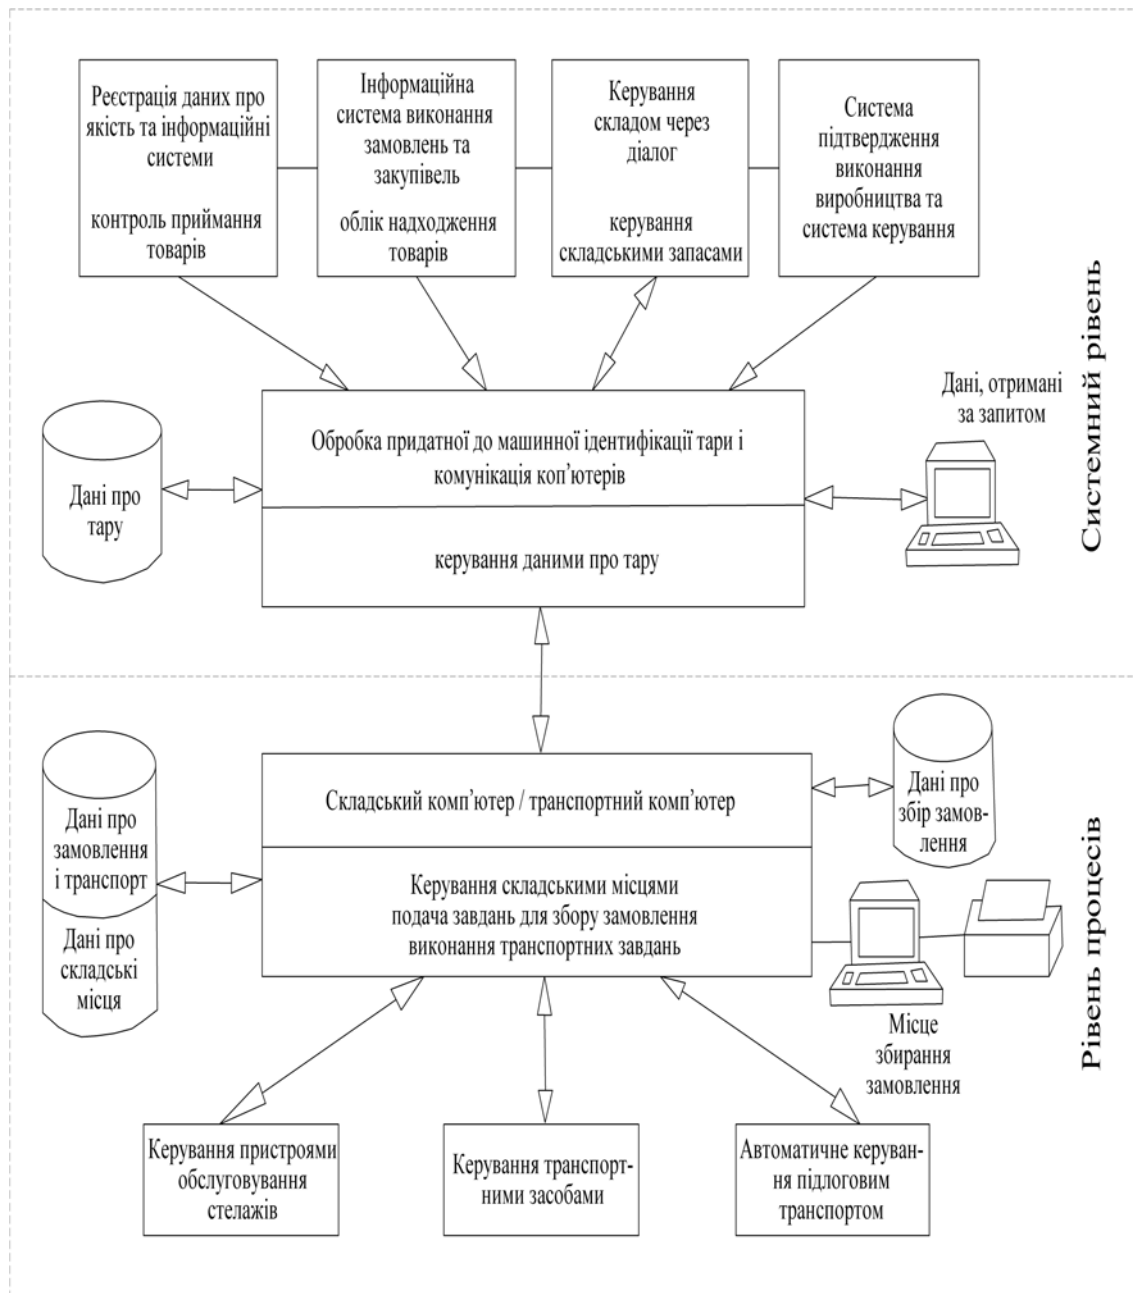 Реєстрація даних про
якість та інформаційні
системи
контроль приймання
товарів
Інформаційна
система виконання
замовлень та
закупівель
облік надходження
товарів
Керування
складом через
діалог
керування
складськими запасами
Система
підтвердження
виконання
виробництва та
система керування
Системний рівень
Дані, отримані
за запитом
Обробка придатної до машинної ідентифікації тари і
комунікація коп’ютерів
керування даними про тару
Дані про
тару
Складський комп’ютер / транспортний комп’ютер
Керування складськими місцями
подача завдань для збору замовлення
виконання транспортних завдань
Дані про
замовлення
і транспорт
Дані про
складські
місця
Дані про
збір замов-
лення
Місце
збирання
замовлення
Рівень процесів
Керування пристроями
обслуговування
стелажів
Керування транспорт-
ними засобами
Автоматичне керуван-
ня підлоговим
транспортом